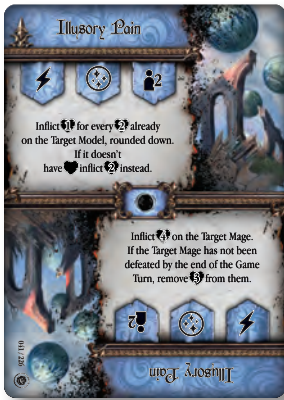 Illusory Pain
2
Inflict 1 for every 2 already
on the Target Model, rounded down.
If it doesn't
have inflict 2 instead.
Inflict 4 on the Target Mage.
If the Target Mage has not been
defeated by the end of the Game
Turn, remove 3 from them.
2
Illusory Pain
041 / 226